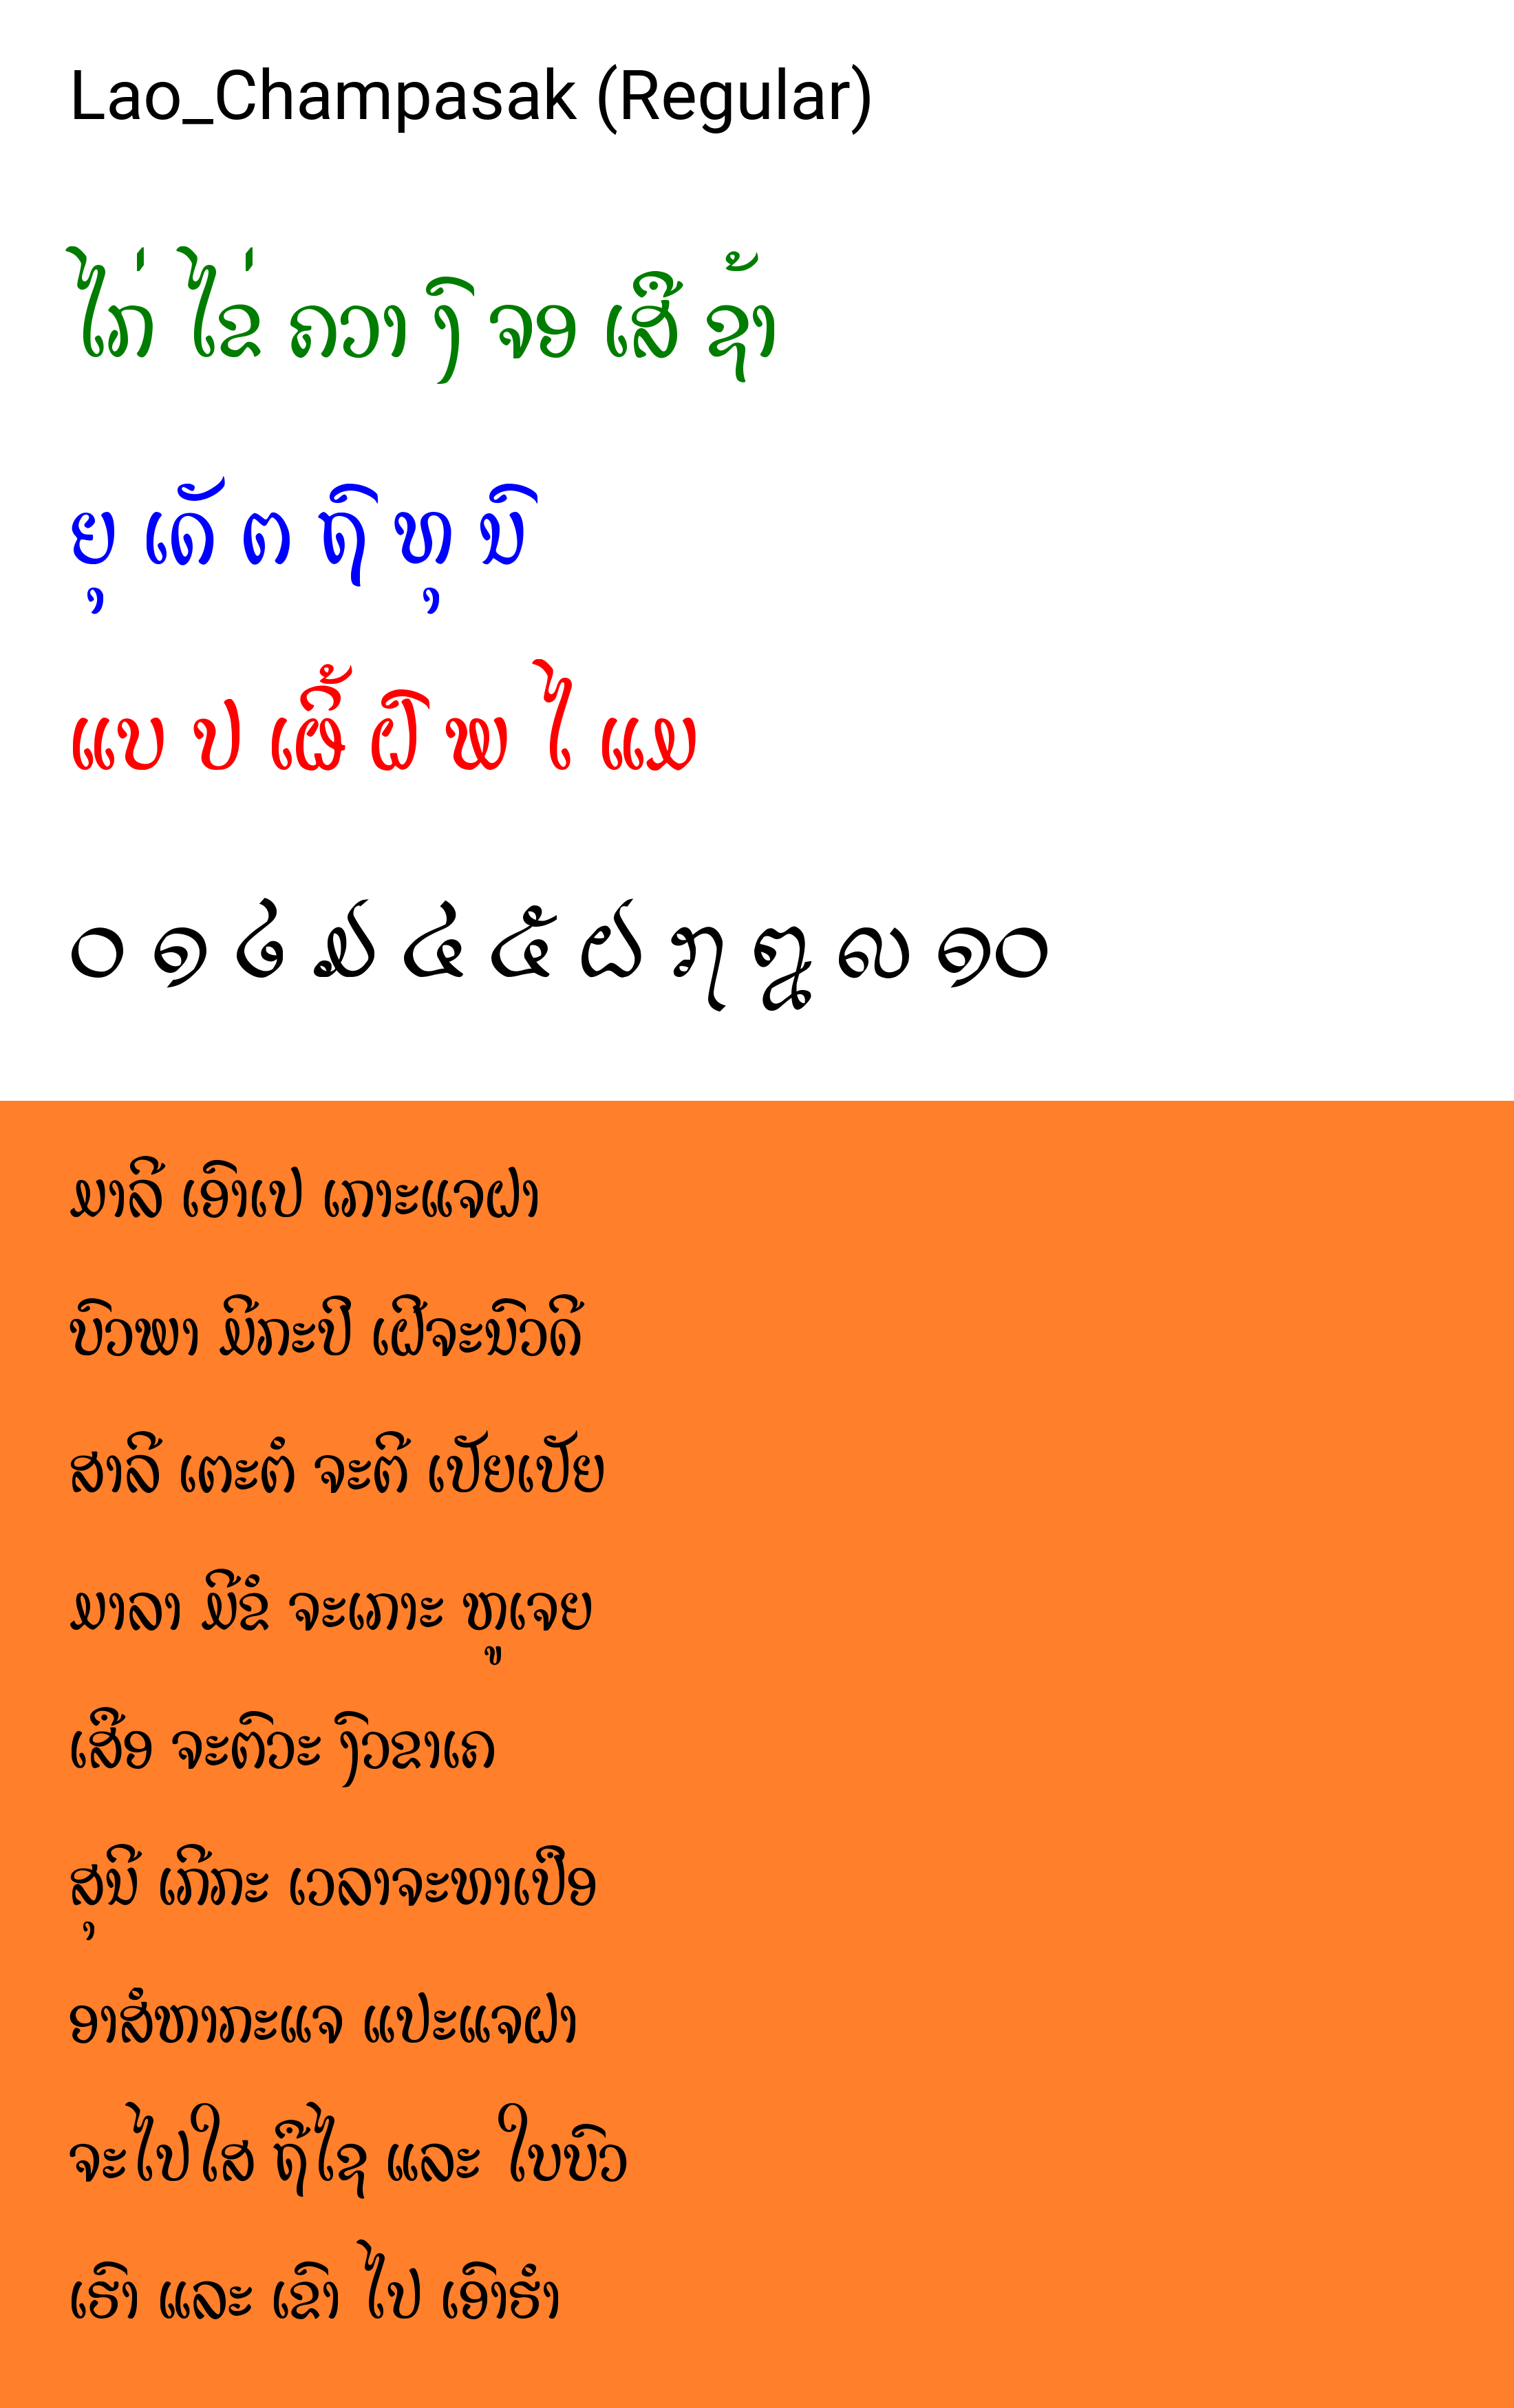 Lao_Champasak (Regular)
ໄກ່ ໄຂ່ ຄວາງົ ຈອ ເສື ຊ້າ
ຍຸ ເດັ ຕ ຖົ ທຸ ນົ
ແບ ປ ເຜິ້ ຝົ ພ ໄ ແມ
໐ ໑ ໒ ໓ ໔ ໕ ໖ ໗ ໘ ໙ ໑໐
ມາລີ ເອົາເປ ເກາະແຈຝາ
ບົວພາ ມີກະປິ ເຝີຈະນົວດີ
ສາລີ ເຕະຕໍ ຈະຕີ ເປັຍເປັຍ
ມາລາ ມີຂໍ ຈະເກາະ ຫູເຈຍ
ເສືອ ຈະຕົວະ ງົວຂາເຄ
ສຸນີ ເກີກະ ເວລາຈະທາເປືອ
ອາສໍຫາກະແຈ ແປະແຈຝາ
ຈະໄປໃສ ຖືໄຊ ແລະ ໃບບົວ
ເຮົາ ແລະ ເຂົາ ໄປ ເອົາຮໍາ